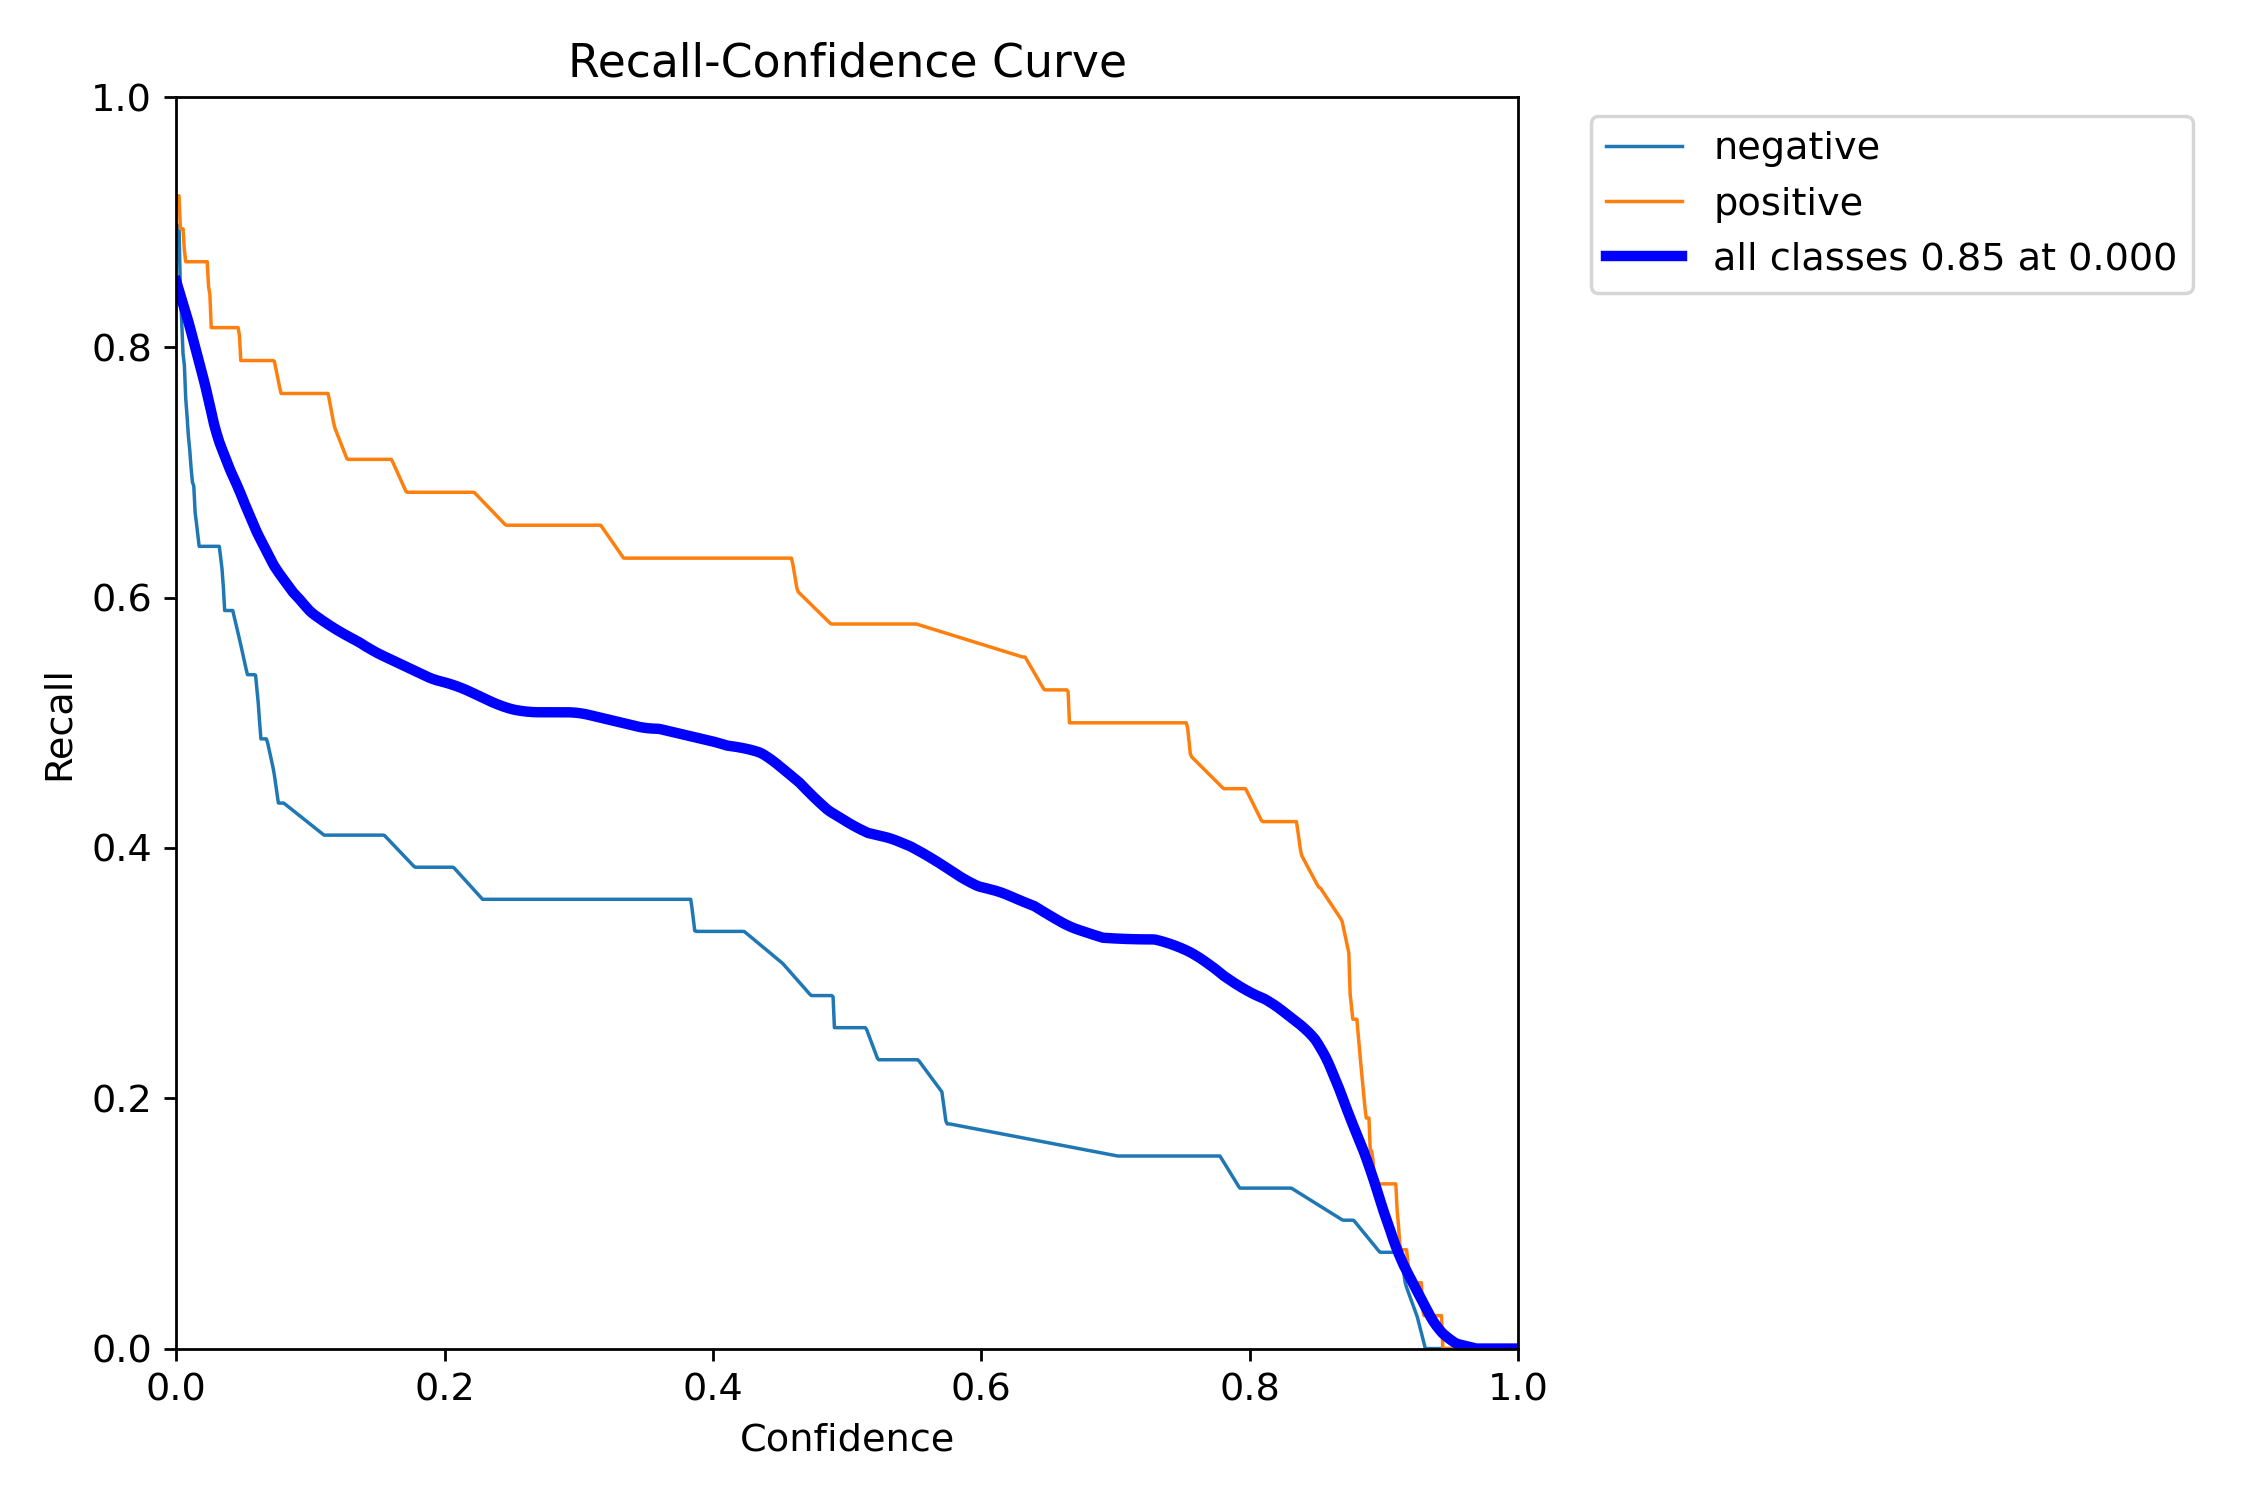 Recall-Confidence Curve
1.0
0.8
0.6
0.4
0.2
0.0
Recall
0.0 0.2 0.4 0.6 0.8 1.0
Confidence
negative
positive
all classes 0.85 at 0.000